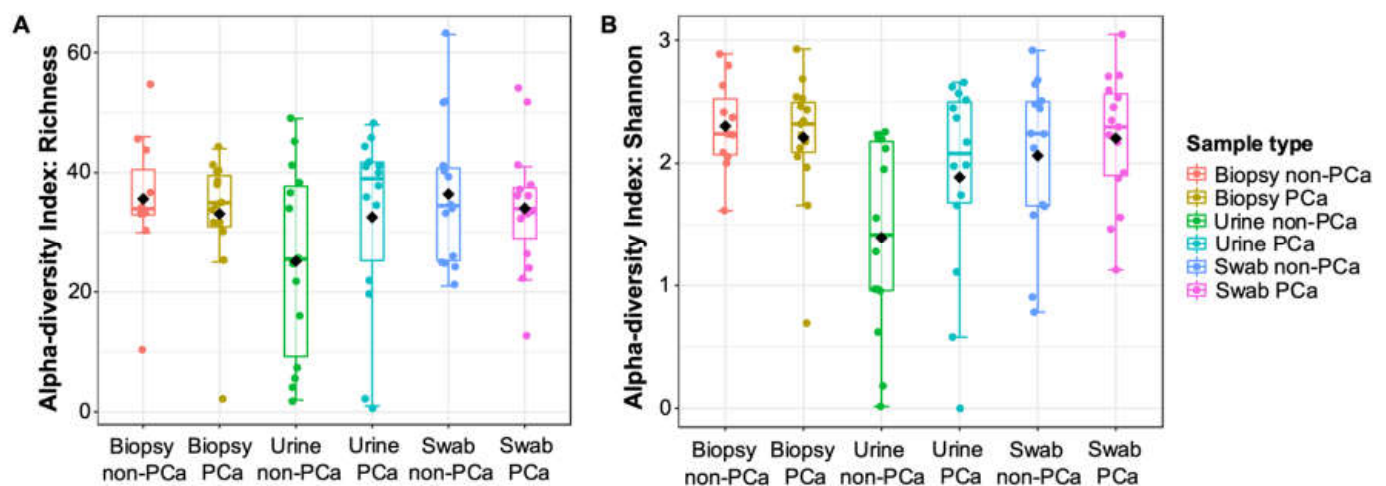 A
Alpha-diversity Index: Richness
60
40
20
0
Biopsy non-PCa
Biopsy PCa
Urine non-PCa
Urine PCa
Swab non-PCa
Swab PCa
B
Alpha-diversity Index: Shannon
3
2
1
0
Biopsy non-PCa
Biopsy PCa
Urine non-PCa
Urine PCa
Swab non-PCa
Swab PCa
Sample type
Biopsy non-PCa
Biopsy PCa
Urine non-PCa
Urine PCa
Swab non-PCa
Swab PCa